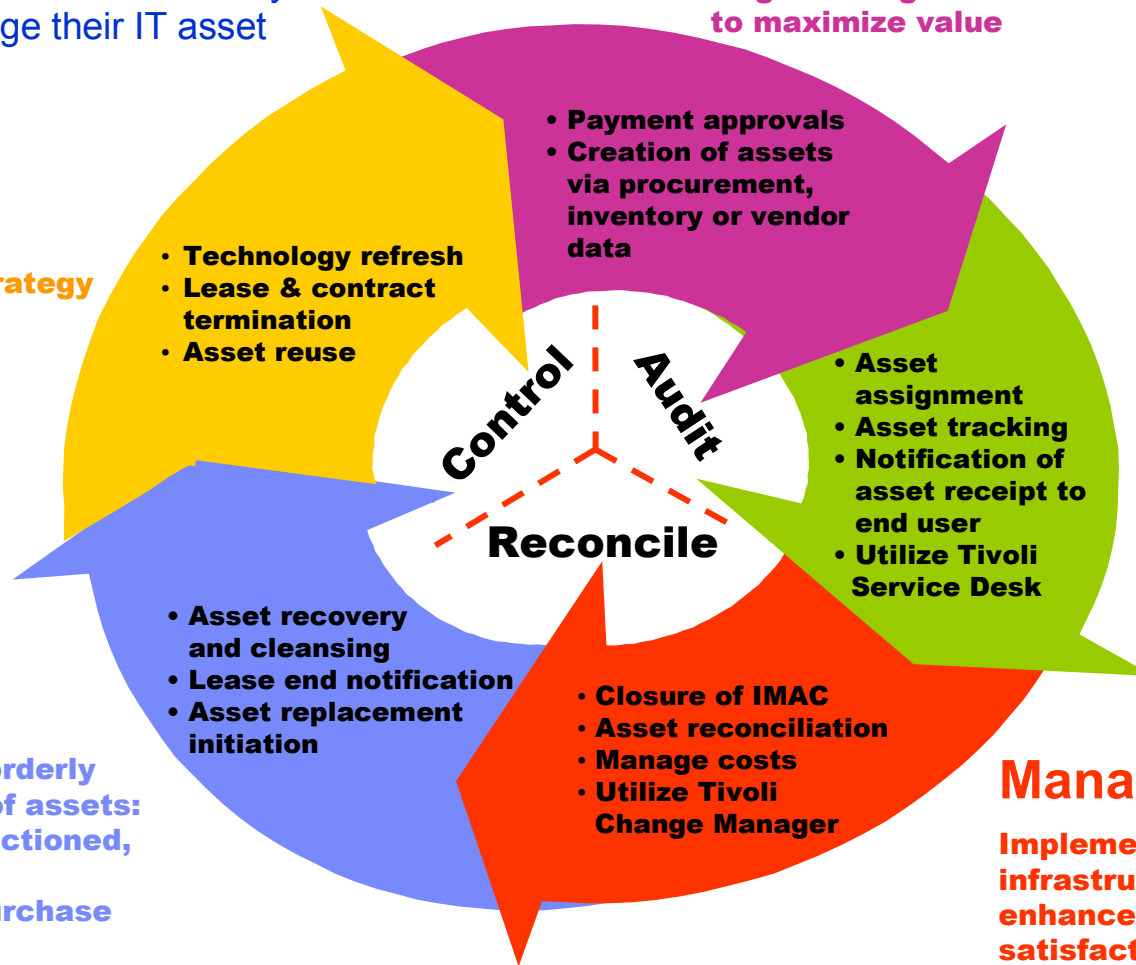 ge their IT asset
to maximize value
• Payment approvals
• Creation of assets
via procurement,
inventory or vendor
data
• Technology refresh
• Lease & contract
termination
• Asset reuse
rategy
Control
Audit
Reconcile
• Asset
assignment
• Asset tracking
• Notification of
asset receipt to
end user
• Utilize Tivoli
Service Desk
• Asset recovery
and cleansing
• Lease end notification
• Asset replacement
initiation
• Closure of IMAC
• Asset reconciliation
• Manage costs
• Utilize Tivoli
Change Manager
orderly
of assets:
ctioned,
urchase
Mana
Impleme
infrastru
enhance
satisfact